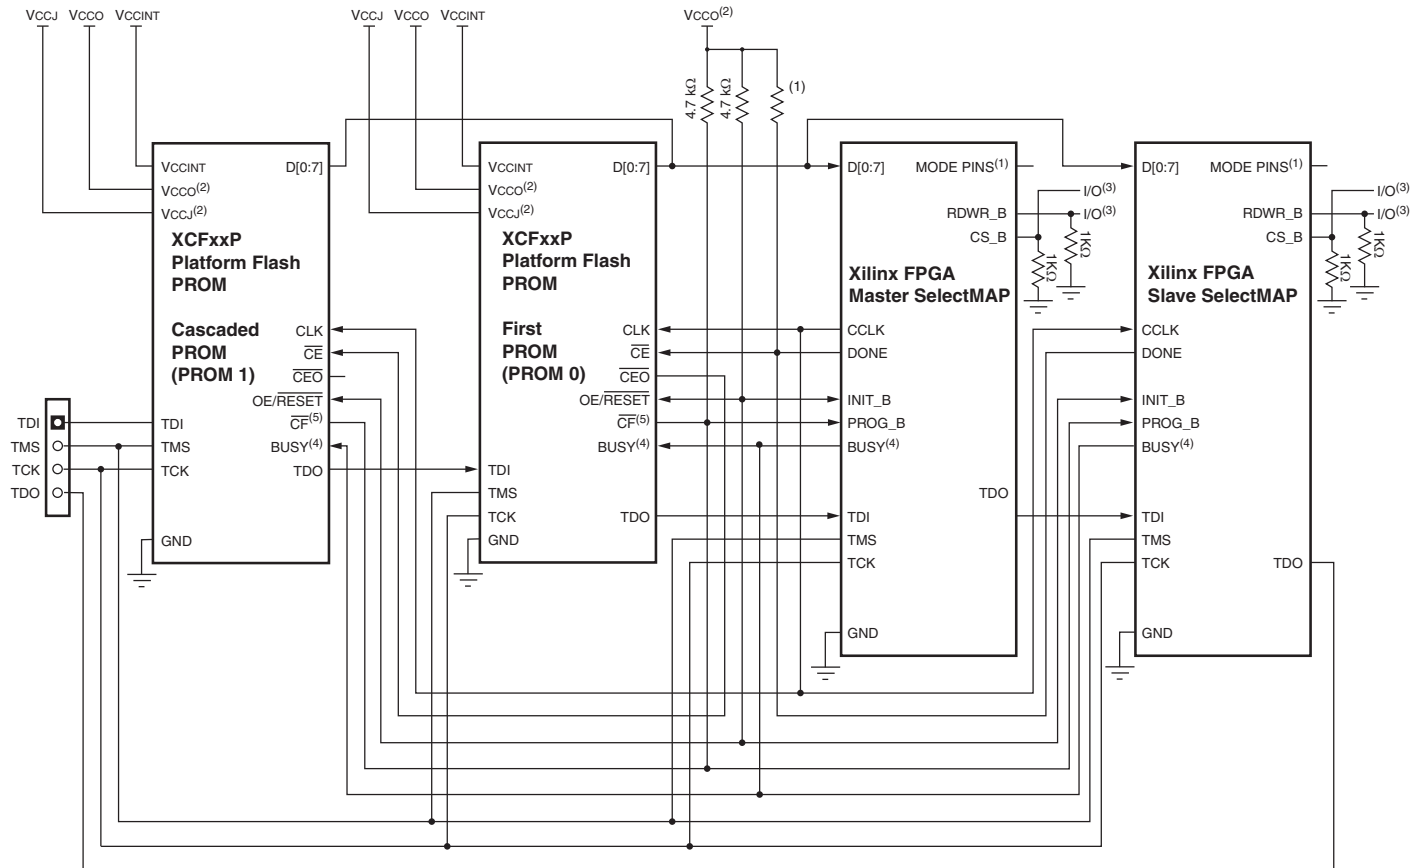 VCCJ VCCO VCCINT
VCCJ VCCO VCCINT
VCCO(2)
4.7 kΩ
4.7 kΩ
(1)
VCCINT
VCCO(2)
VCCJ(2)
D[0:7]
XCFxxP
Platform Flash
PROM
Cascaded
PROM
(PROM 1)
CLK
CE
CEO
OE/RESET
CF(5)
BUSY(4)
TDO
TDI
TMS
TCK
GND
TDI
TMS
TCK
TDO
VCCINT
VCCO(2)
VCCJ(2)
D[0:7]
XCFxxP
Platform Flash
PROM
First
PROM
(PROM 0)
CLK
CE
CEO
OE/RESET
CF(5)
BUSY(4)
TDI
TMS
TCK
TDO
GND
D[0:7]
MODE PINS(1)
RDWR_B
CS_B
I/O(3)
I/O(3)
1KΩ
1KΩ
Xilinx FPGA
Master SelectMAP
CCLK
DONE
INIT_B
PROG_B
BUSY(4)
TDO
TDI
TMS
TCK
GND
D[0:7]
MODE PINS(1)
RDWR_B
CS_B
I/O(3)
I/O(3)
1KΩ
1KΩ
Xilinx FPGA
Slave SelectMAP
CCLK
DONE
INIT_B
PROG_B
BUSY(4)
TDI
TMS
TCK
TDO
GND